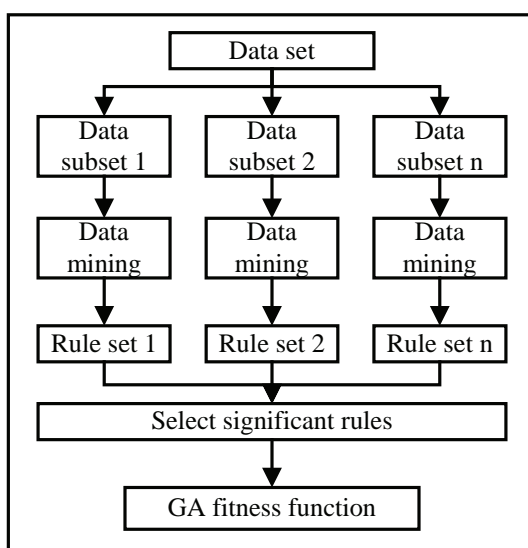 Data set
Data
subset 1
Data
subset 2
Data
subset n
Data
mining
Data
mining
Data
mining
Rule set 1
Rule set 2
Rule set n
Select significant rules
GA fitness function